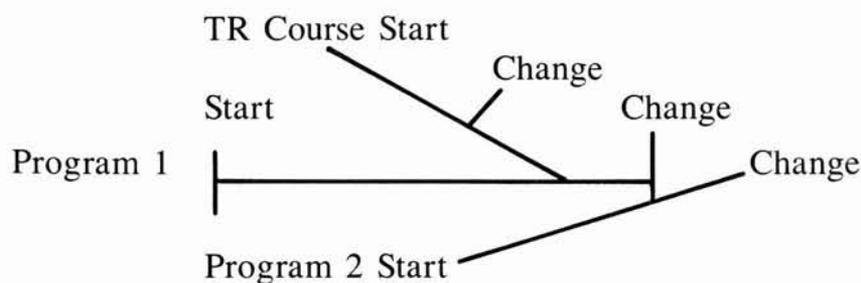 TR Course Start
Change
Start
Change
Program 1
Change
Program 2 Start